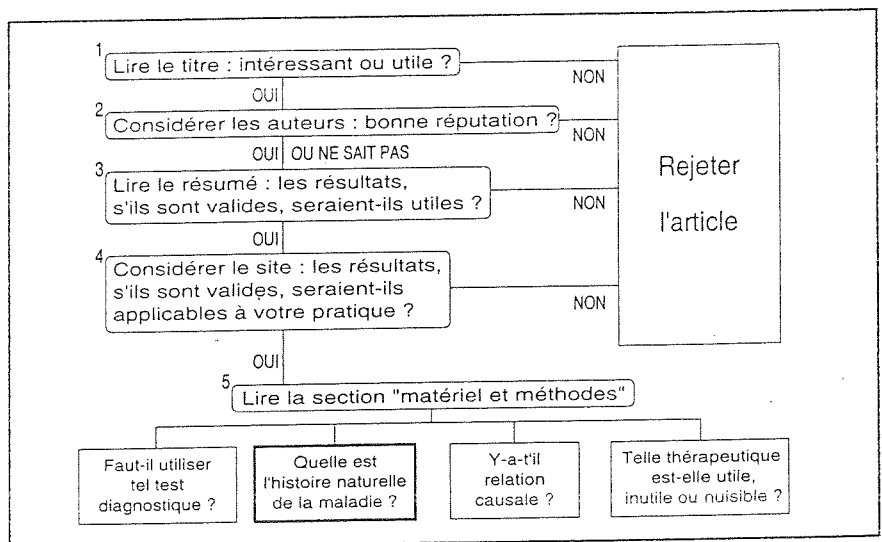 1
Lire le titre : intéressant ou utile ?
NON
OUI
2
Considérer les auteurs : bonne réputation ?
NON
OUI OU NE SAIT PAS
3
Lire le résumé : les résultats,
s'ils sont valides, seraient-ils utiles ?
NON
OUI
4
Considérer le site : les résultats,
s'ils sont valides, seraient-ils
applicables à votre pratique ?
NON
OUI
Rejeter
l'article
5
Lire la section "matériel et méthodes"
Faut-il utiliser
tel test
diagnostique ?
Quelle est
l'histoire naturelle
de la maladie ?
Y-a-t'il
relation
causale ?
Telle thérapeutique
est-elle utile,
inutile ou nuisible ?